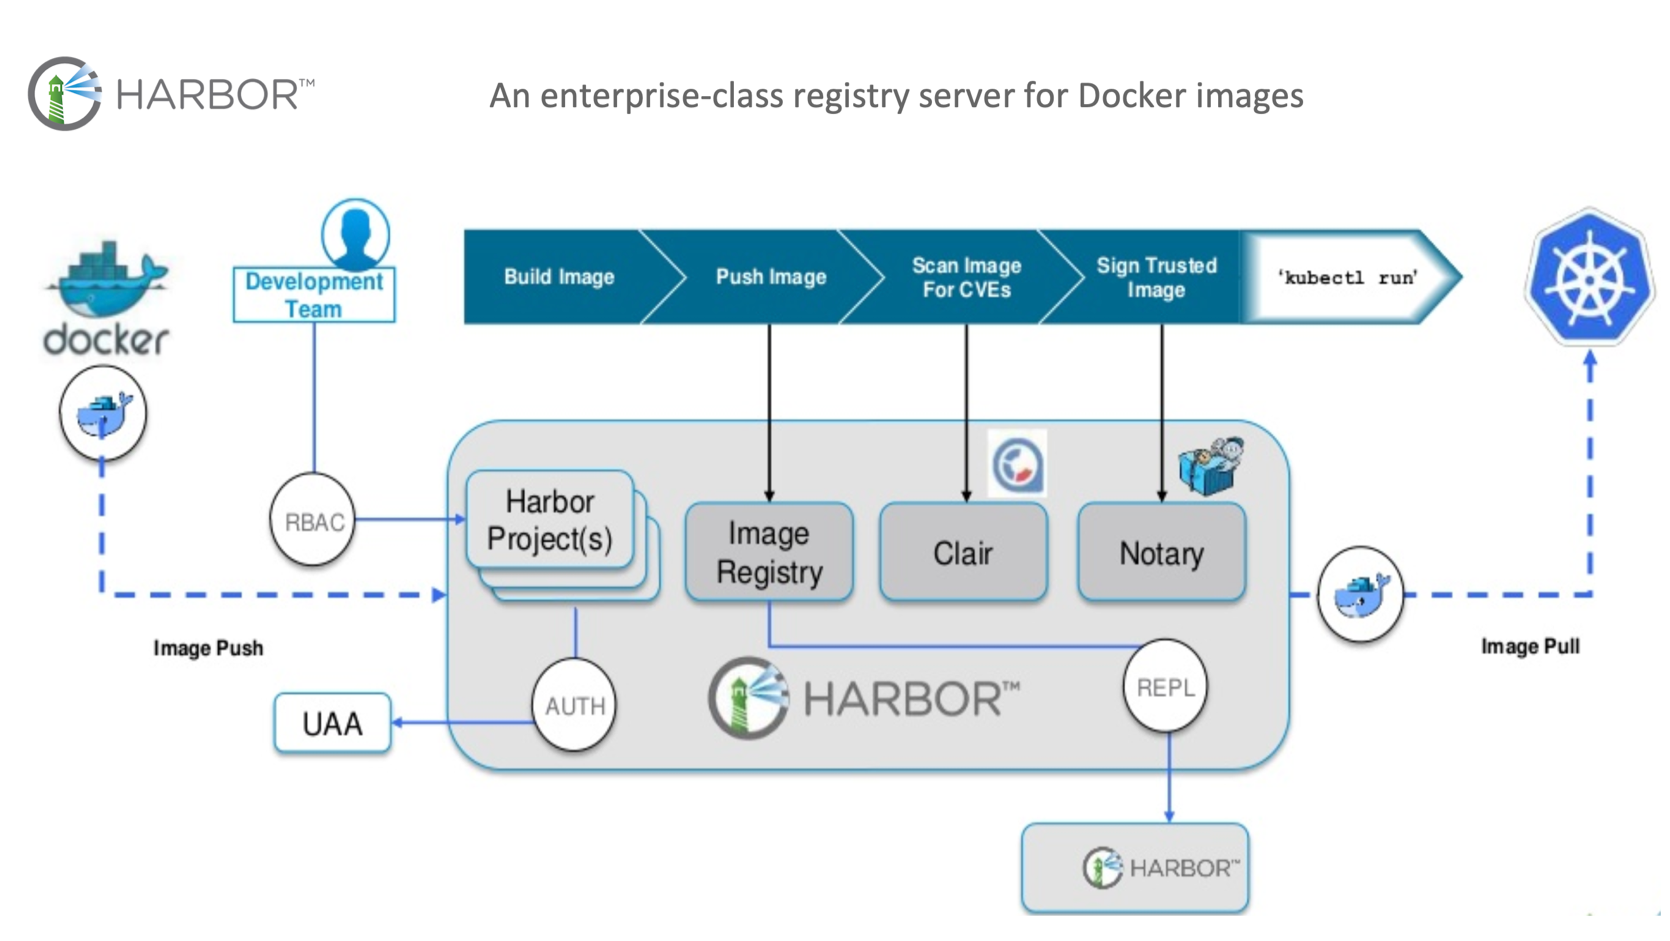 HARBOR™
An enterprise-class registry server for Docker images
docker
Development
Team
Build Image
Push Image
Scan Image
For CVEs
Sign Trusted
Image
‘kubectl run’
RBAC
Harbor
Project(s)
Image
Registry
Clair
Notary
Image Push
Image Pull
UAA
AUTH
HARBOR™
REPL
HARBOR™